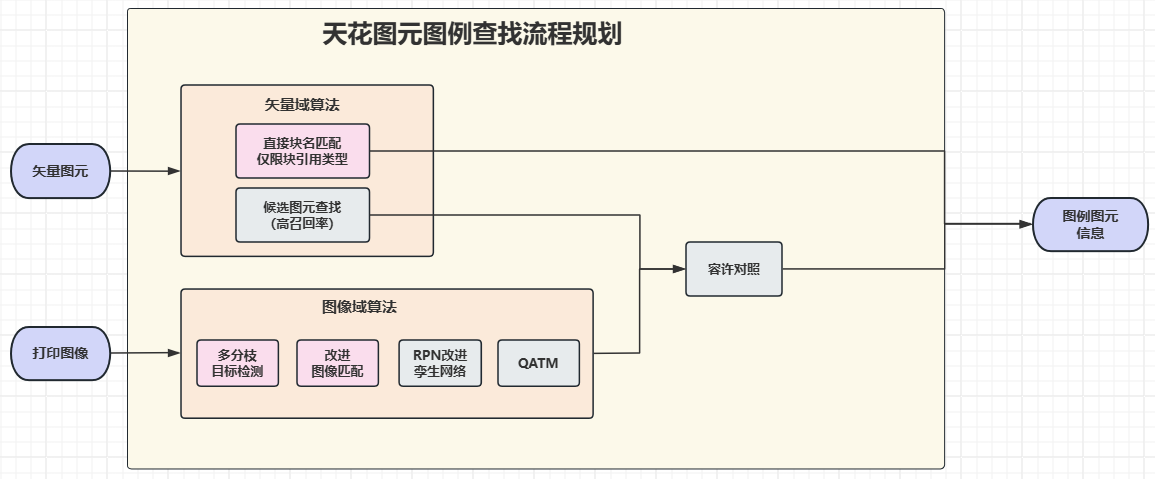 天花图元图例查找流程规划
矢量域算法
直接块名匹配
仅限块引用类型
矢量图元
候选图元查找
（高召回率）
图例图元
信息
容许对照
图像域算法
打印图像
多分枝
目标检测
改进
图像匹配
RPN改进
孪生网络
QATM